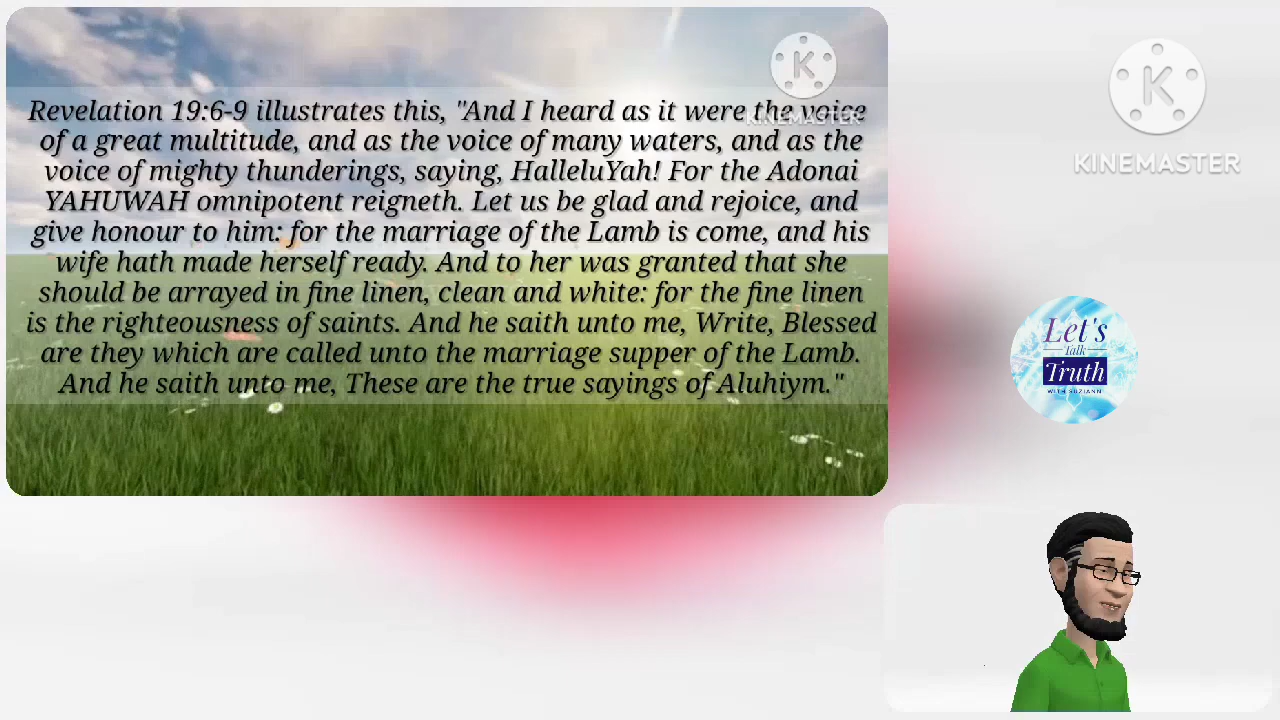 Revelation 19:6-9 illustrates this, "And I heard as it were the voice
of a great multitude, and as the voice of many waters, and as the
voice of mighty thunderings, saying, HalleluYah! For the Adonai
YAHUWAH omnipotent reigneth. Let us be glad and rejoice, and
give honour to him: for the marriage of the Lamb is come, and his
wife hath made herself ready. And to her was granted that she
should be arrayed in fine linen, clean and white: for the fine linen
is the righteousness of saints. And he saith unto me, Write, Blessed
are they which are called unto the marriage supper of the Lamb.
And he saith unto me, These are the true sayings of Aluhiym."
K
KINEMASTER
K
KINEMASTER
Let's
Talk
Truth
WITH SUZIANN